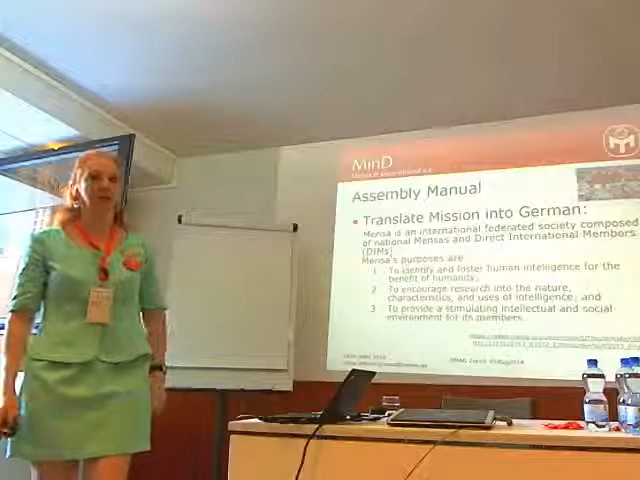 MinD
Assembly Manual
Translate Mission into German:
Mensa is an international federated society composed
of national Mensas and Direct International Members
(DIMs)
Mensa's purposes are
1 To identify and foster human intelligence for the
benefit of humanity;
2 To encourage research into the nature,
characteristics, and uses of intelligence; and
3 To provide a stimulating intellectual and social
environment for its members.